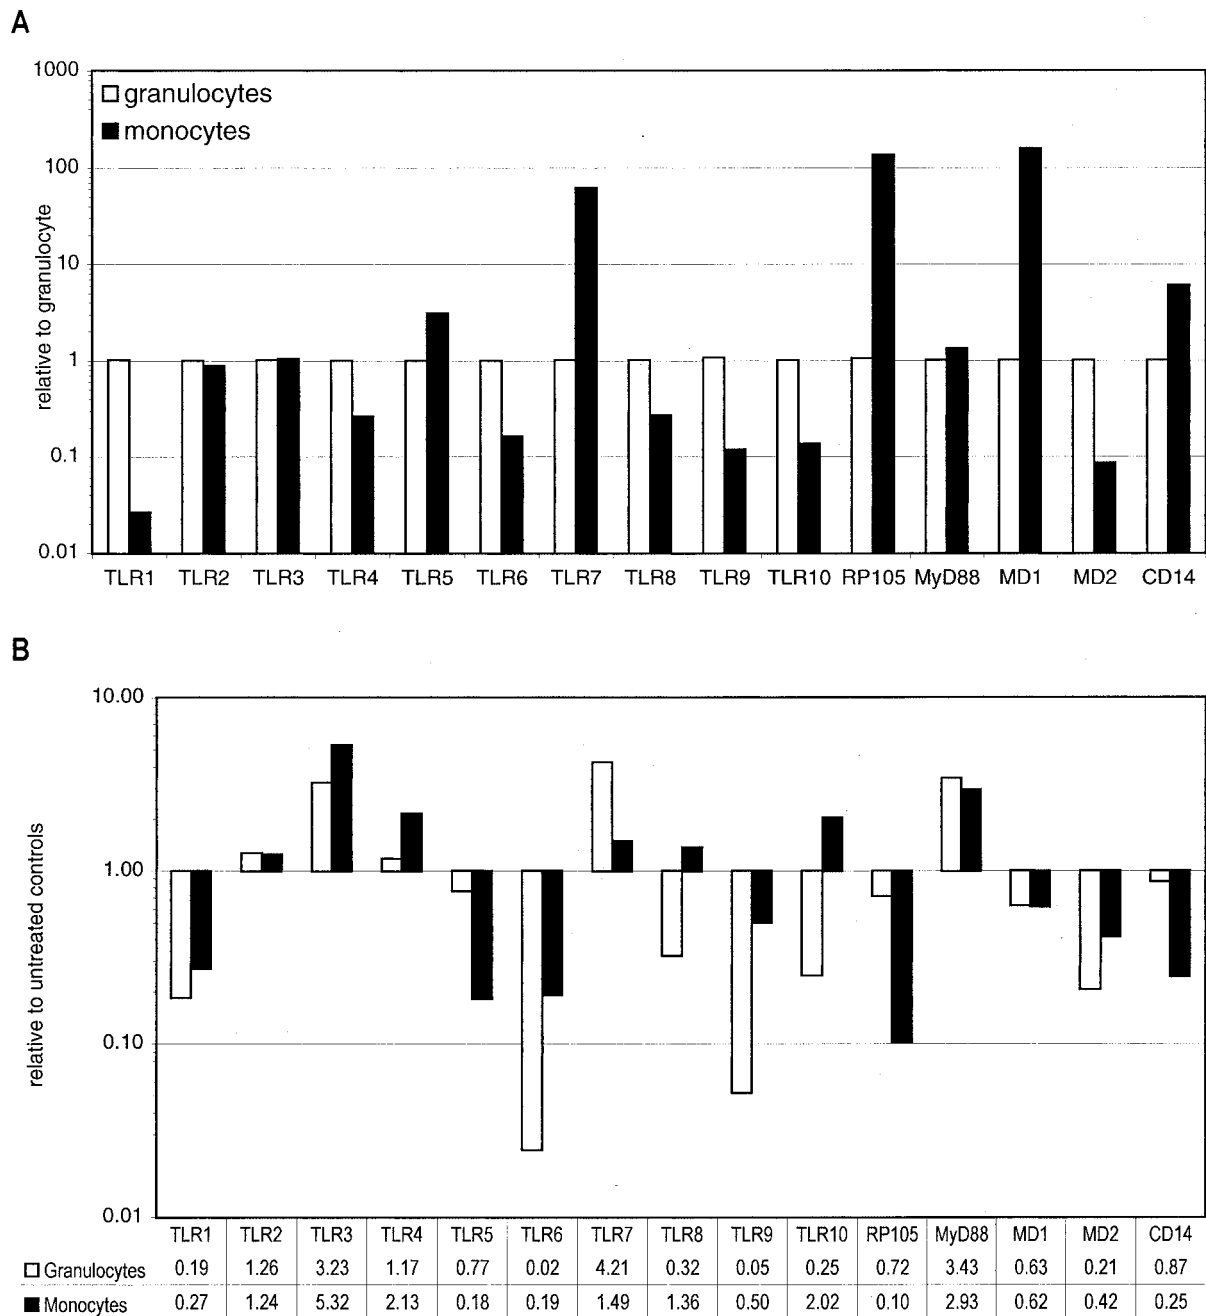 A
1000
100
10
1
0.1
0.01
relative to granulocyte
granulocytes
monocytes
TLR1 TLR2 TLR3 TLR4 TLR5 TLR6 TLR7 TLR8 TLR9 TLR10 RP105 MyD88 MD1 MD2 CD14
B
10.00
1.00
0.10
0.01
relative to untreated controls
TLR1 TLR2 TLR3 TLR4 TLR5 TLR6 TLR7 TLR8 TLR9 TLR10 RP105 MyD88 MD1 MD2 CD14
Granulocytes 0.19 1.26 3.23 1.17 0.77 0.02 4.21 0.32 0.05 0.25 0.72 3.43 0.63 0.21 0.87
Monocytes 0.27 1.24 5.32 2.13 0.18 0.19 1.49 1.36 0.50 2.02 0.10 2.93 0.62 0.42 0.25